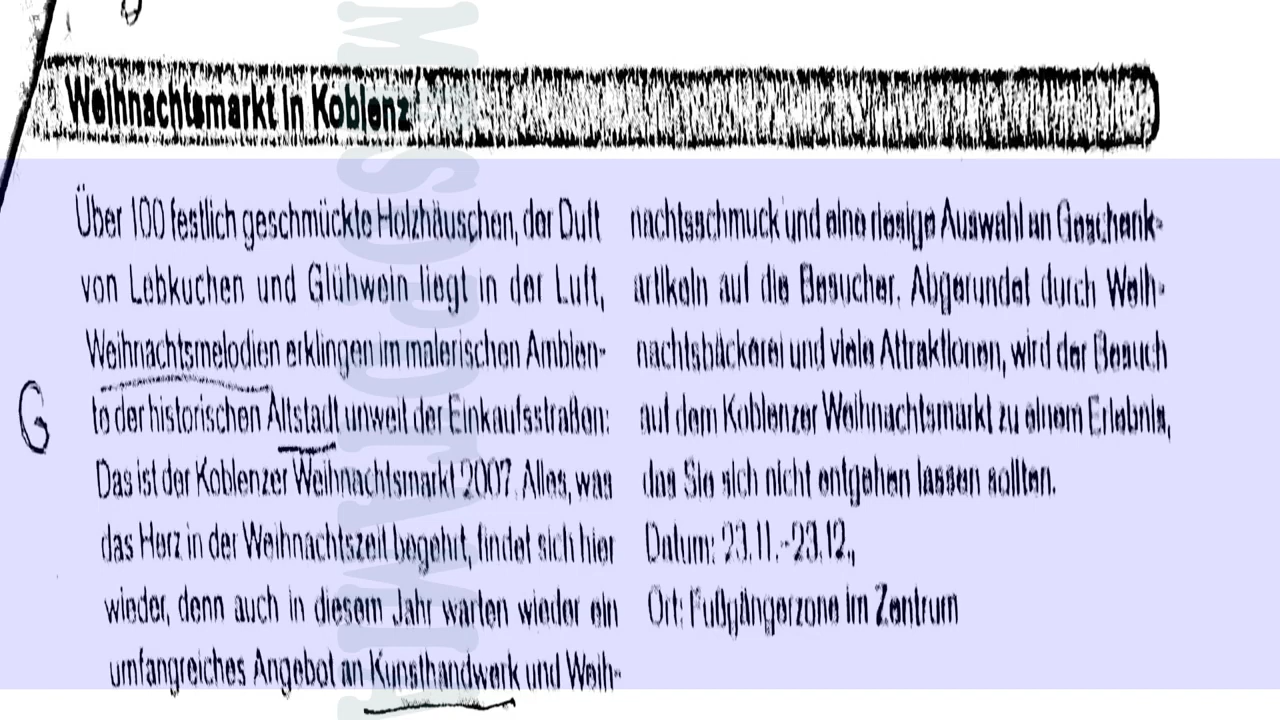 Weihnachtsmarkt in Koblenz
Über 100 festlich geschmückte Holzhäuschen, der Duft
von Lebkuchen und Glühwein liegt in der Luft,
Weihnachtsmelodien erklingen im malerischen Ambien-
te der historischen Altstadt unweit der Einkaufsstraßen:
Das ist der Koblenzer Weihnachtsmarkt 2007. Alles, was
das Herz in der Weihnachtszeit begehrt, findet sich hier
wieder, denn auch in diesem Jahr warten wieder ein
umfangreiches Angebot an Kunsthandwerk und Weih-
nachtsschmuck und eine riesige Auswahl an Geschenk-
artikeln auf die Besucher. Abgerundet durch Weih-
nachtsbäckerei und viele Attraktionen, wird der Besuch
auf dem Koblenzer Weihnachtsmarkt zu einem Erlebnis,
das Sie sich nicht entgehen lassen sollten.
Datum: 23.11.-23.12.,
Ort: Fußgängerzone im Zentrum
G
MESOPOTAMIA